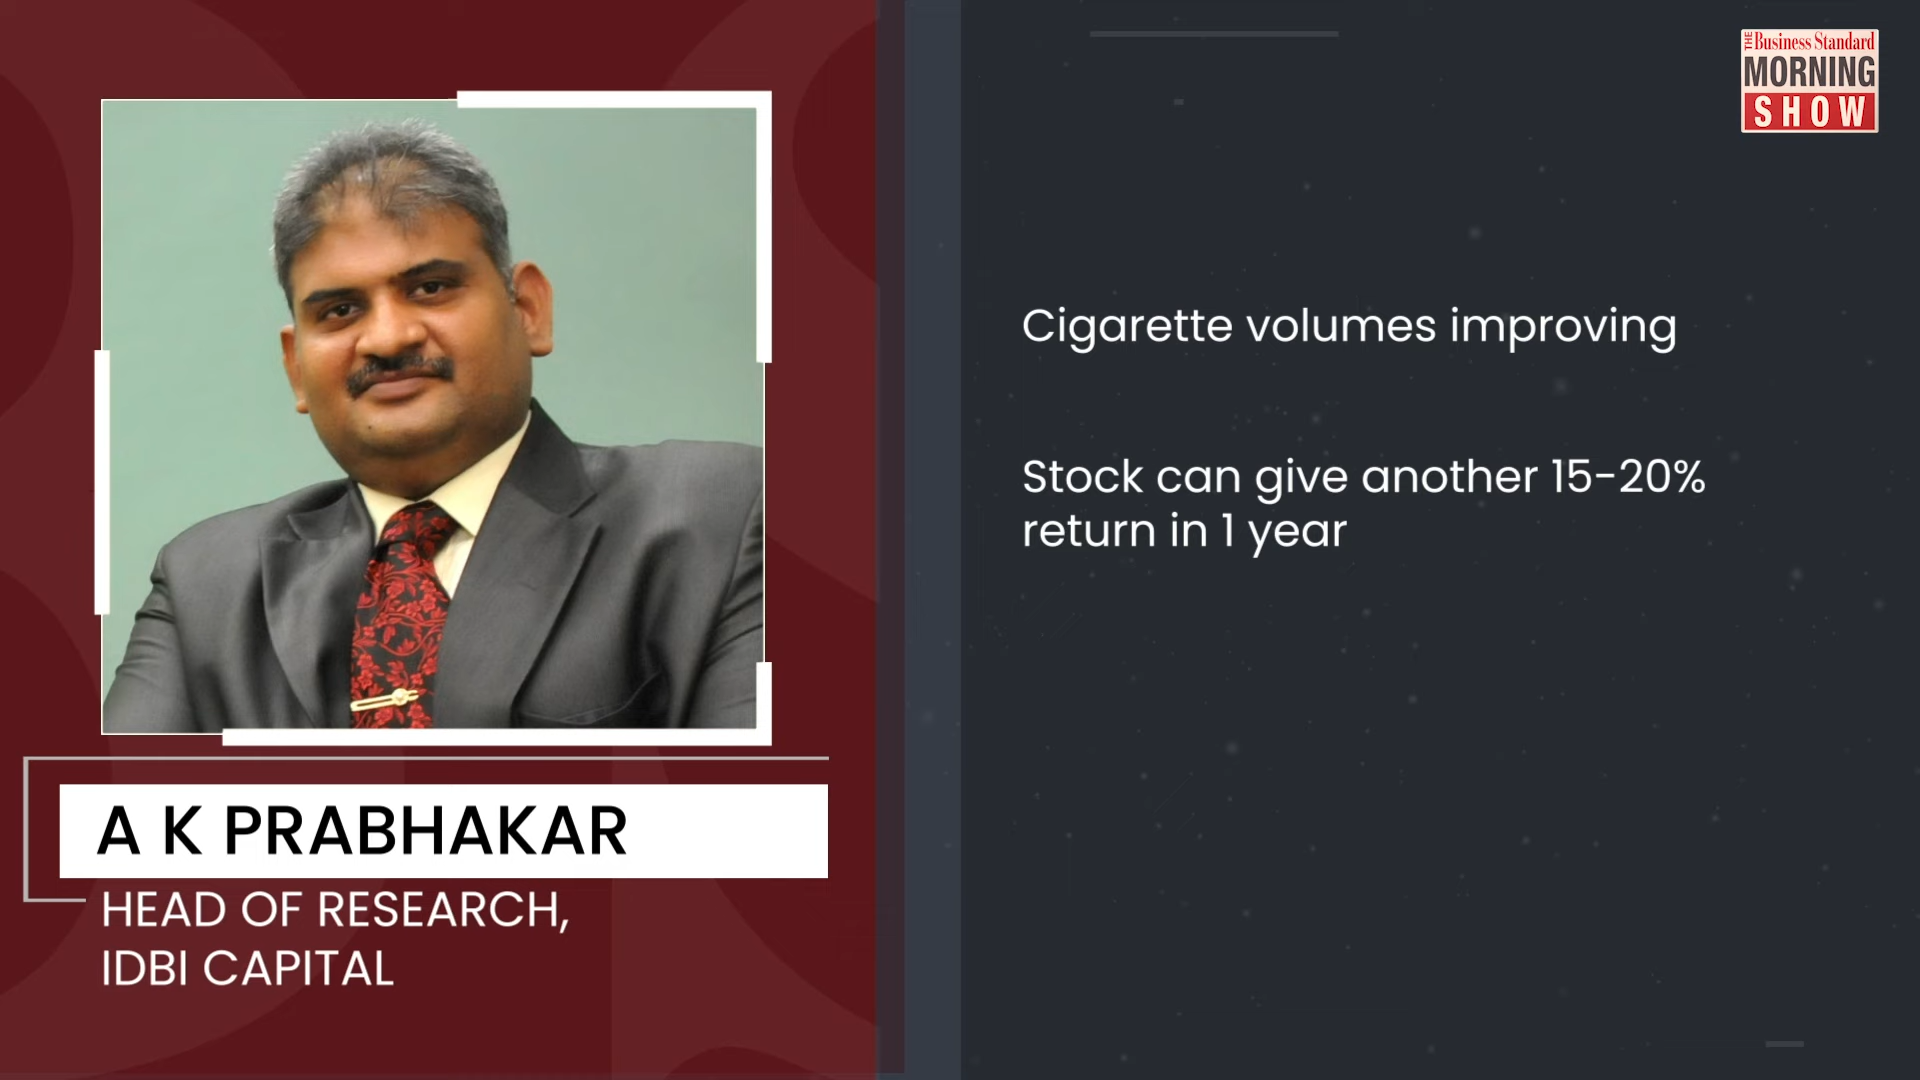 THE
Business Standard
MORNING
SHOW
Cigarette volumes improving
Stock can give another 15-20%
return in 1 year
A K PRABHAKAR
HEAD OF RESEARCH,
IDBI CAPITAL